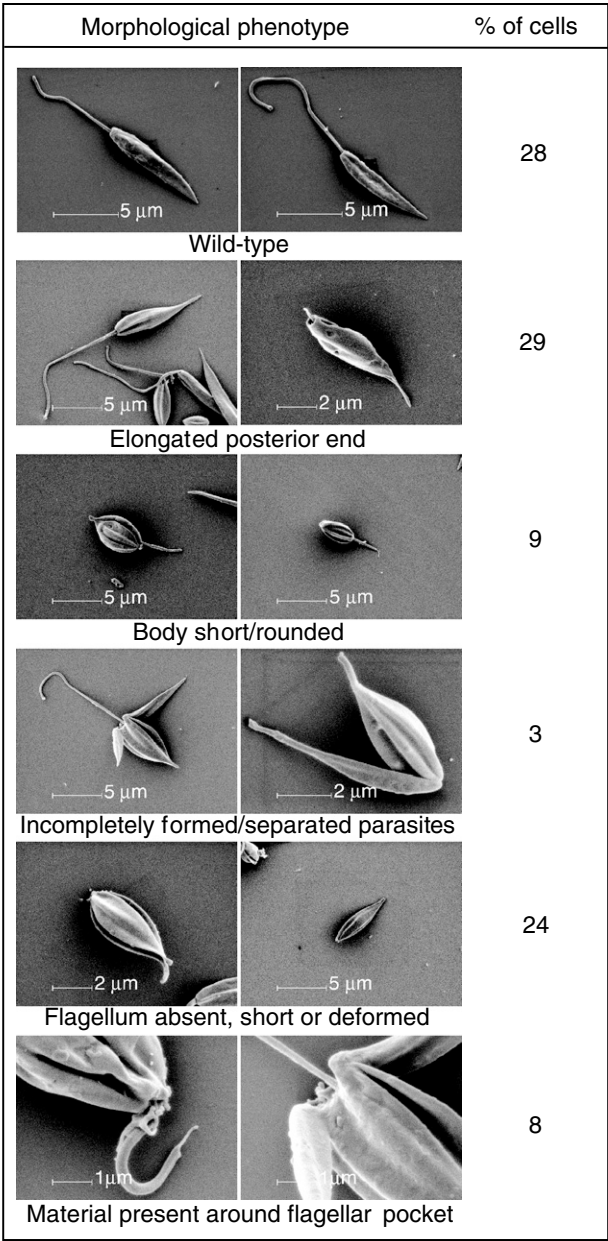 Morphological phenotype % of cells
5 μm 5 μm
28
Wild-type
5 μm 2 μm
29
Elongated posterior end
5 μm 5 μm
9
Body short/rounded
5 μm 2 μm
3
Incompletely formed/separated parasites
2 μm 5 μm
24
Flagellum absent, short or deformed
1μm 1μm
8
Material present around flagellar pocket